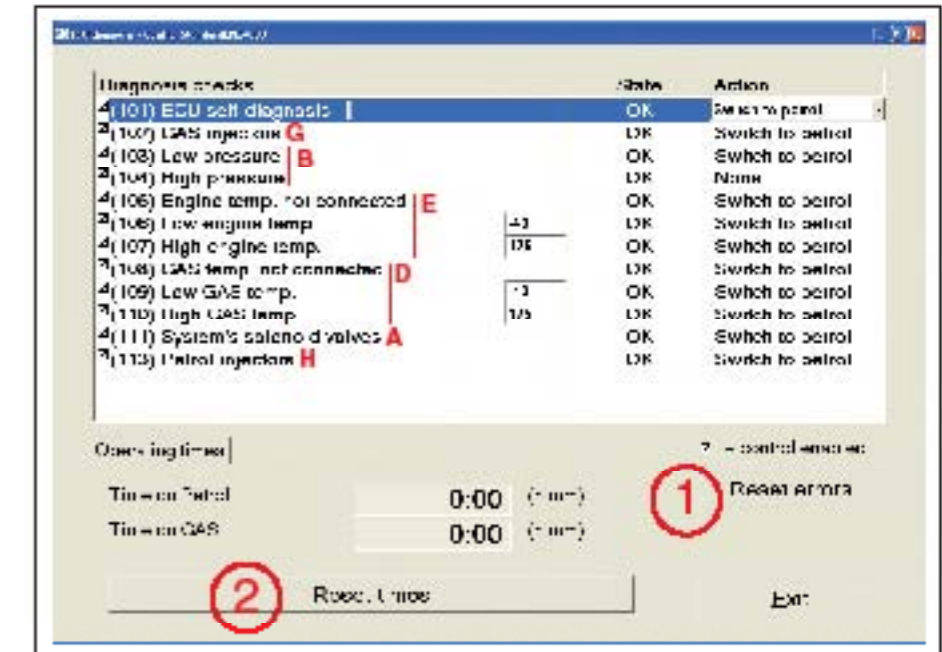 Diagnosis checks State Action
(101) ECU self diagnosis OK Switch to petrol
(102) GAS injectors G OK Switch to petrol
(103) Low pressure B OK Switch to petrol
(104) High pressure OK None
Engine temp. not connected E OK Switch to petrol
(106) Low engine temp OK Switch to petrol
(107) High engine temp. 125 OK Switch to petrol
(108) GAS temp. not connected D OK Switch to petrol
(109) Low GAS temp. OK Switch to petrol
(110) High GAS temp 125 OK Switch to petrol
(111) System's solenoid valves A OK Switch to petrol
Petrol injectors H OK Switch to petrol
Operating times = control enabled
Time on Petrol 0:00
1 Reset errors
Time on GAS 0:00
2 Reset times Exit